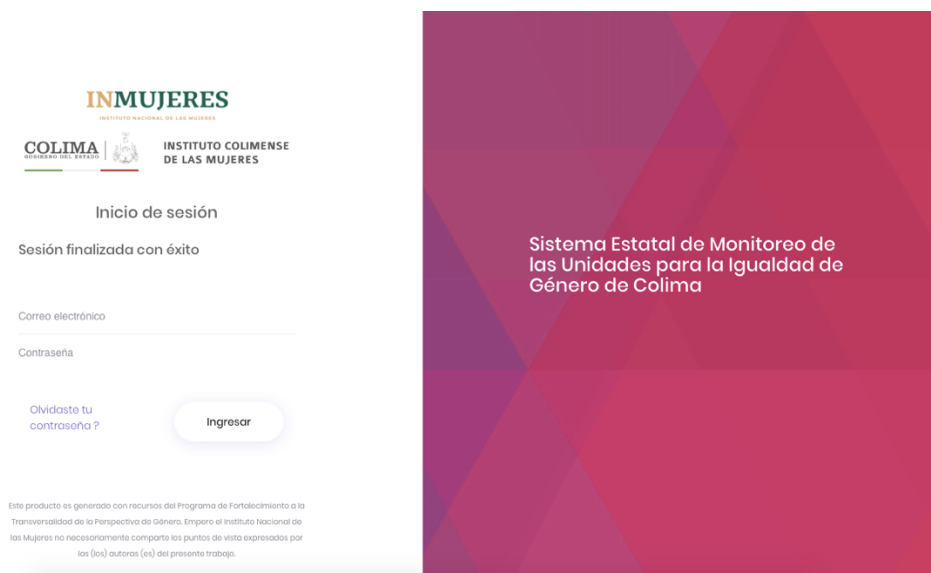 INMUJERES
INSTITUTO NACIONAL DE LAS MUJERES
COLIMA
GOBIERNO DEL ESTADO
INSTITUTO COLIMENSE
DE LAS MUJERES
Inicio de sesión
Sesión finalizada con éxito
Correo electrónico
Contraseña
Olvidaste tu
contraseña ?
Ingresar
Este producto es generado con recursos del Programa de Fortalecimiento a la
Transversalidad de la Perspectiva de Género. Empero el Instituto Nacional de
las Mujeres no necesariamente comparte los puntos de vista expresados por
las (los) autoras (es) del presente trabajo.
Sistema Estatal de Monitoreo de
las Unidades para la Igualdad de
Género de Colima